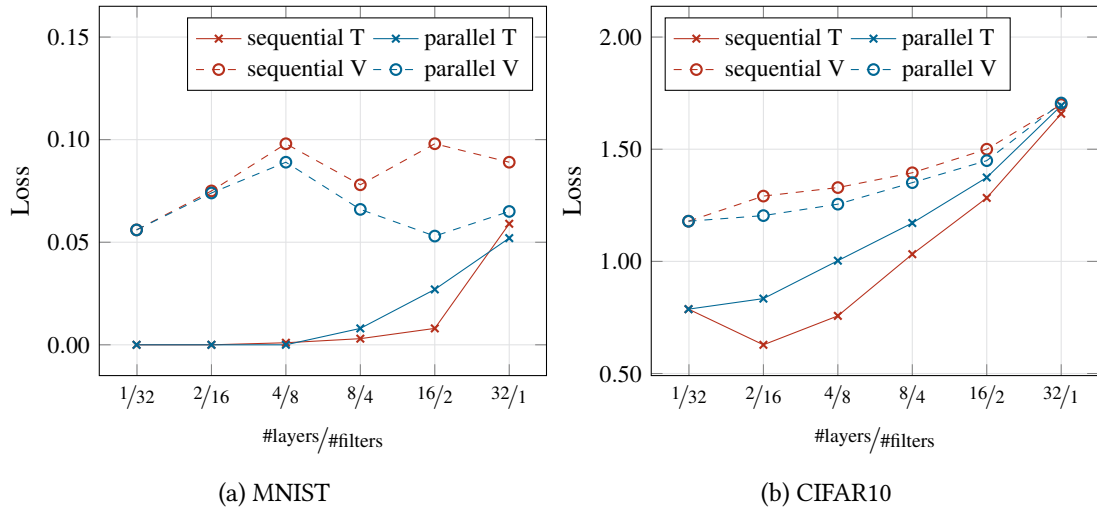 sequential T
parallel T
sequential V
parallel V
0.15
0.10
0.05
0.00
Loss
1/32
2/16
4/8
8/4
16/2
32/1
#layers/#filters
(a) MNIST
sequential T
parallel T
sequential V
parallel V
2.00
1.50
1.00
0.50
Loss
1/32
2/16
4/8
8/4
16/2
32/1
#layers/#filters
(b) CIFAR10